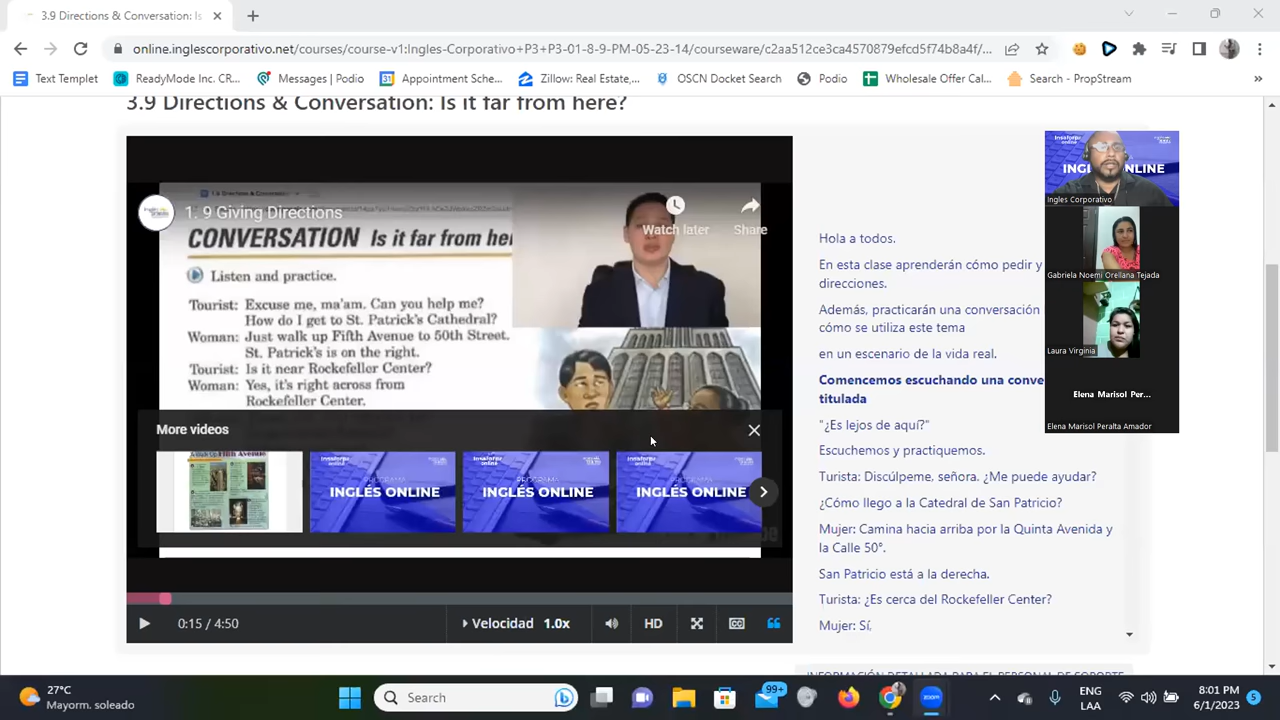 3.9 Directions & Conversation: Is
online.inglescorporativo.net/courses/course-v1:Ingles-Corporativo+P3+P3-01-8-9-PM-05-23-14/courseware/c2aa512ce3ca4570879efcd5f74b8a4f/...
Text Templet
ReadyMode Inc. CR...
Messages | Podio
Appointment Sche...
Zillow: Real Estate,...
OSCN Docket Search
Podio
Wholesale Offer Cal...
Search - PropStream
»
3.9 Directions & Conversation: Is it far from here?
1. 9 Giving Directions
Watch later
Share
CONVERSATION Is it far from her
Listen and practice.
Tourist: Excuse me, ma'am. Can you help me?
How do I get to St. Patrick's Cathedral?
Woman: Just walk up Fifth Avenue to 50th Street.
St. Patrick's is on the right.
Tourist: Is it near Rockefeller Center?
Woman: Yes, it's right across from
Rockefeller Center.
More videos
INGLÉS ONLINE
INGLÉS ONLINE
INGLÉS ONLINE
0:15 / 4:50
Velocidad 1.0x
HD
Hola a todos.
En esta clase aprenderán cómo pedir y
direcciones.
Además, practicarán una conversación
cómo se utiliza este tema
en un escenario de la vida real.
Comencemos escuchando una conve
titulada
"¿Es lejos de aquí?"
Escuchemos y practiquemos.
Turista: Discúlpeme, señora. ¿Me puede ayudar?
¿Cómo llego a la Catedral de San Patricio?
Mujer: Camina hacia arriba por la Quinta Avenida y
la Calle 50°.
San Patricio está a la derecha.
Turista: ¿Es cerca del Rockefeller Center?
Mujer: Sí,
INFORMACIÓN DETALLADA PARA EL PERSONAL DE SOPORTE
Ingles Corporativo
Gabriela Noemi Orellana Tejada
Laura Virginia
Elena Marisol Per...
Elena Marisol Peralta Amador
27°C
Mayorm. soleado
Search
99+
ENG
LAA
8:01 PM
6/1/2023
5